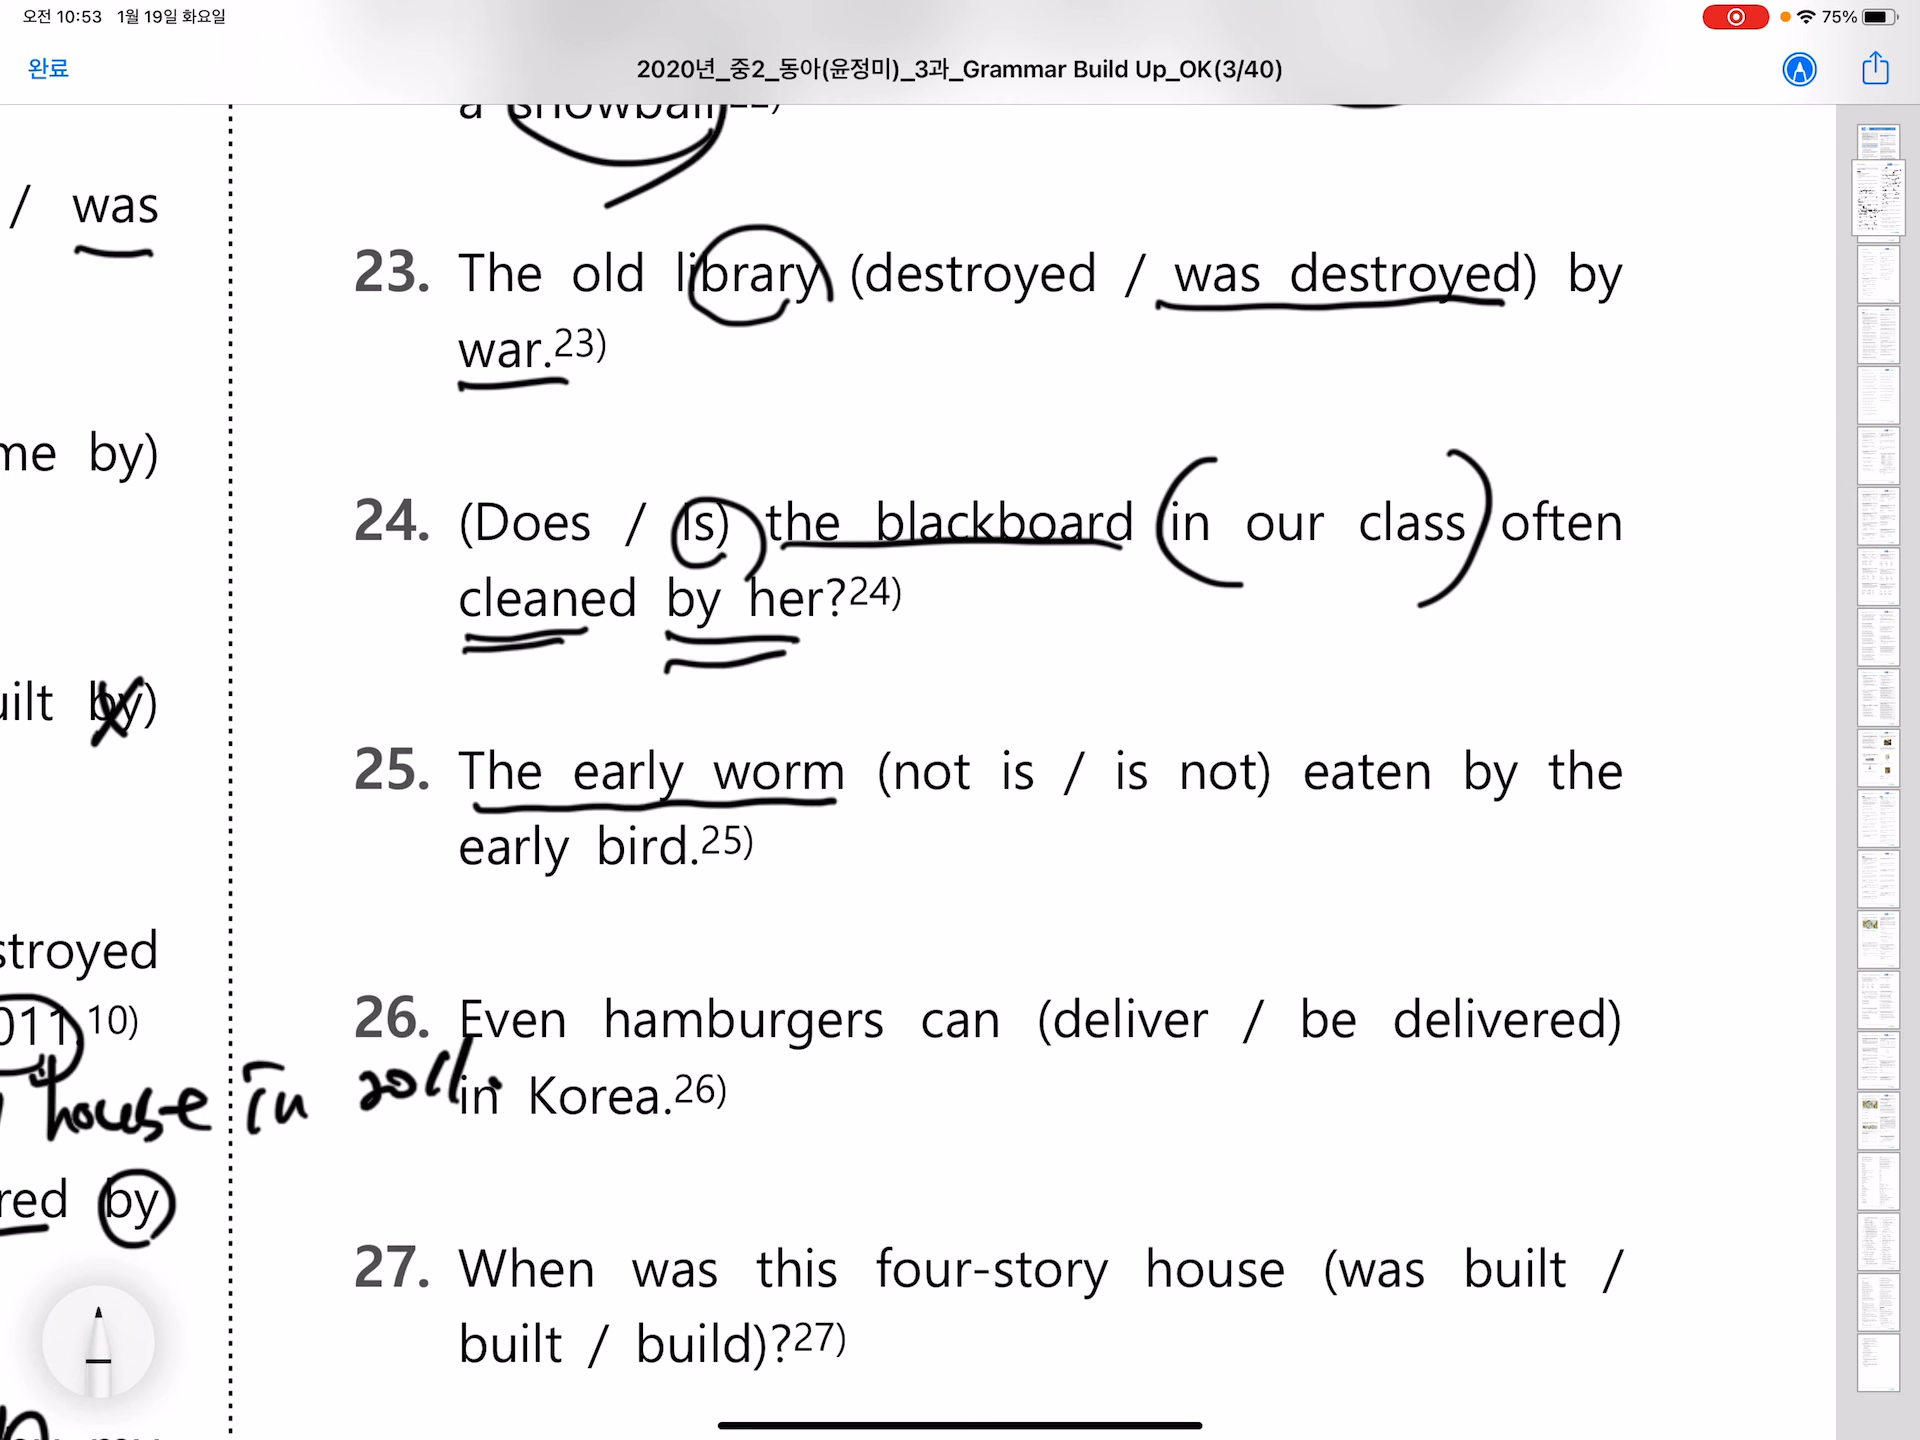 오전 10:53 1월 19일 화요일
75%
완료
2020년_중2_동아(윤정미)_3과_Grammar Build Up_OK(3/40)
/ was
me by)
uilt by)
stroyed
011.10)
house in 2011.
red by
a snowball.22)
23. The old library (destroyed / was destroyed) by
war.23)
24. (Does / Is) the blackboard in our class often
cleaned by her?24)
25. The early worm (not is / is not) eaten by the
early bird.25)
26. Even hamburgers can (deliver / be delivered)
in Korea.26)
27. When was this four-story house (was built /
built / build)?27)